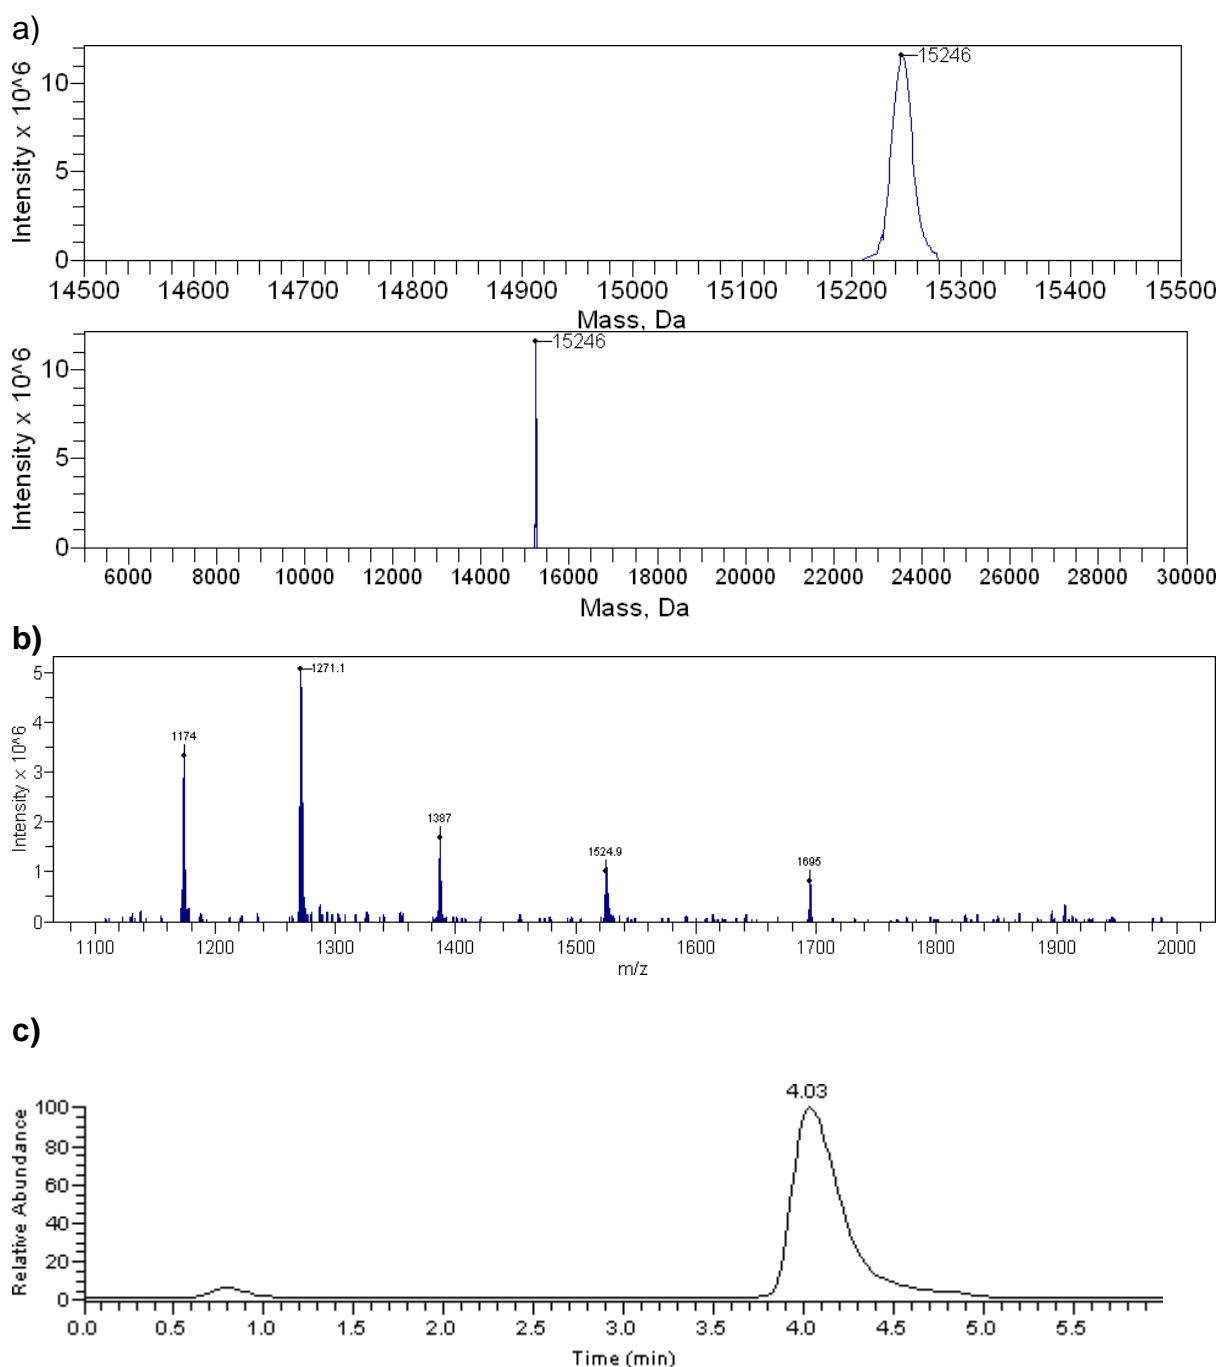 a)
15246
10
5
0
Intensity x 10^6
14500 14600 14700 14800 14900 15000 15100 15200 15300 15400 15500
Mass, Da
15246
10
5
0
Intensity x 10^6
6000 8000 10000 12000 14000 16000 18000 20000 22000 24000 26000 28000 30000
Mass, Da
b)
5
4
3
2
1
0
Intensity x 10^6
1271.1
1174
1387
1524.9
1695
1100 1200 1300 1400 1500 1600 1700 1800 1900 2000
m/z
c)
4.03
100
80
60
40
20
0
Relative Abundance
0.0 0.5 1.0 1.5 2.0 2.5 3.0 3.5 4.0 4.5 5.0 5.5
Time (min)